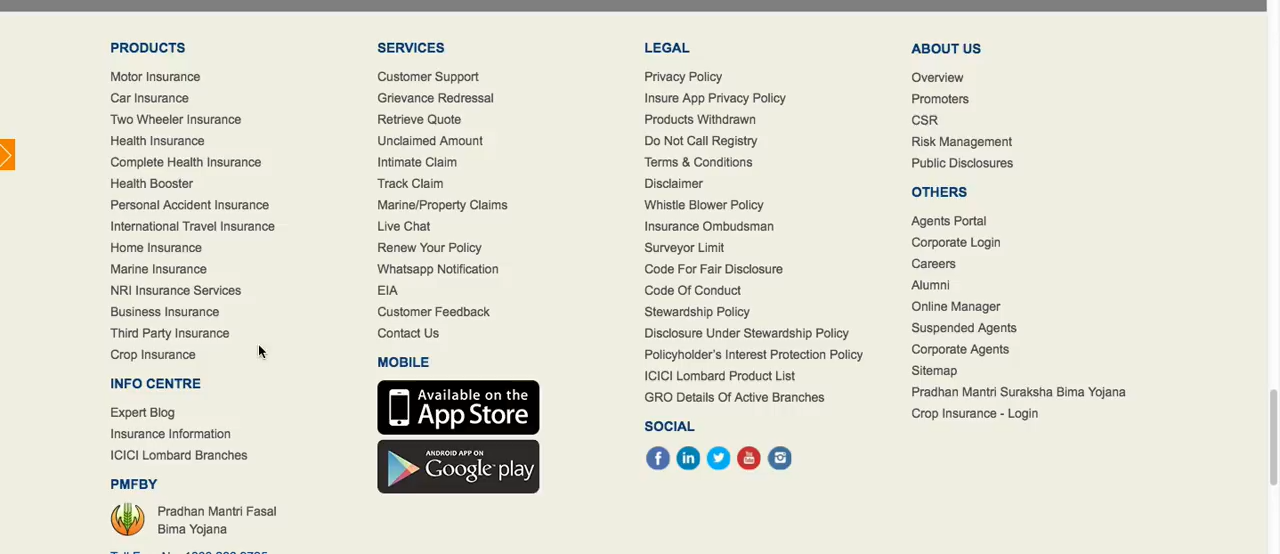 PRODUCTS
Motor Insurance
Car Insurance
Two Wheeler Insurance
Health Insurance
Complete Health Insurance
Health Booster
Personal Accident Insurance
International Travel Insurance
Home Insurance
Marine Insurance
NRI Insurance Services
Business Insurance
Third Party Insurance
Crop Insurance
INFO CENTRE
Expert Blog
Insurance Information
ICICI Lombard Branches
PMFBY
Pradhan Mantri Fasal
Bima Yojana
SERVICES
Customer Support
Grievance Redressal
Retrieve Quote
Unclaimed Amount
Intimate Claim
Track Claim
Marine/Property Claims
Live Chat
Renew Your Policy
Whatsapp Notification
EIA
Customer Feedback
Contact Us
MOBILE
Available on the
App Store
ANDROID APP ON
Google play
LEGAL
Privacy Policy
Insure App Privacy Policy
Products Withdrawn
Do Not Call Registry
Terms & Conditions
Disclaimer
Whistle Blower Policy
Insurance Ombudsman
Surveyor Limit
Code For Fair Disclosure
Code Of Conduct
Stewardship Policy
Disclosure Under Stewardship Policy
Policyholder's Interest Protection Policy
ICICI Lombard Product List
GRO Details Of Active Branches
SOCIAL
ABOUT US
Overview
Promoters
CSR
Risk Management
Public Disclosures
OTHERS
Agents Portal
Corporate Login
Careers
Alumni
Online Manager
Suspended Agents
Corporate Agents
Sitemap
Pradhan Mantri Suraksha Bima Yojana
Crop Insurance - Login